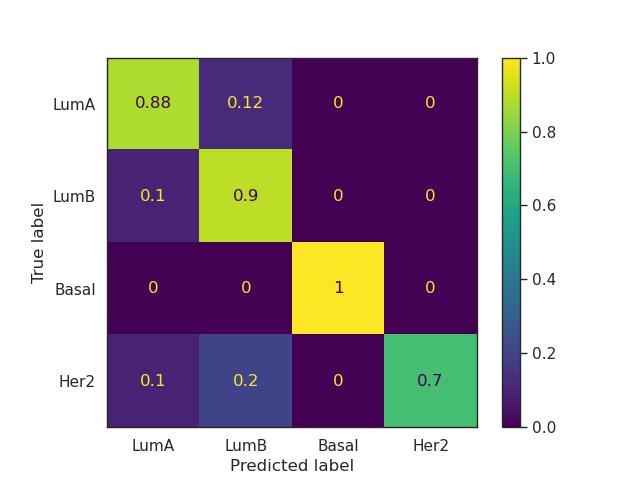 1.0
LumA 0.88 0.12 0 0
0.8
LumB 0.1 0.9 0 0
0.6
True label
Basal 0 0 1 0
0.4
Her2 0.1 0.2 0 0.7
0.2
0.0
LumA LumB Basal Her2
Predicted label